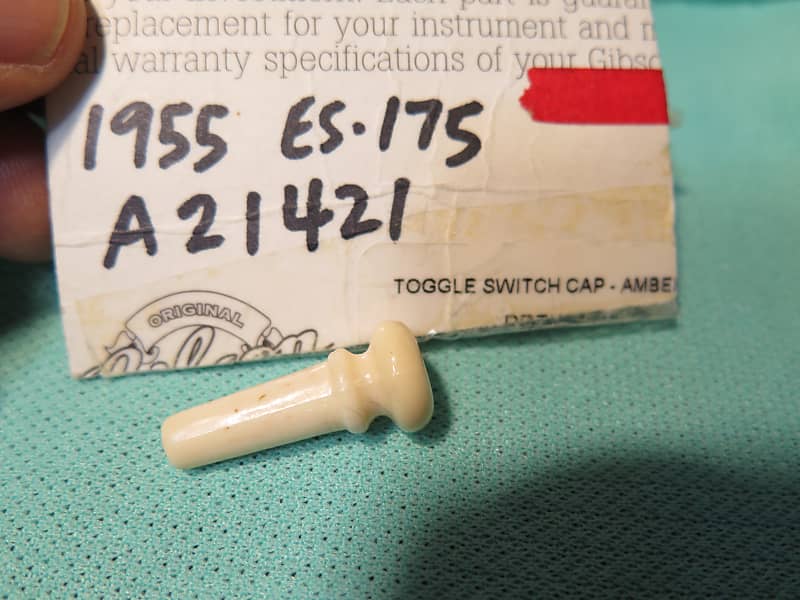 replacement for your instrument and
warranty specifications of your
1955 ES·175
A21421
TOGGLE SWITCH CAP - AMBE
ORIGINAL